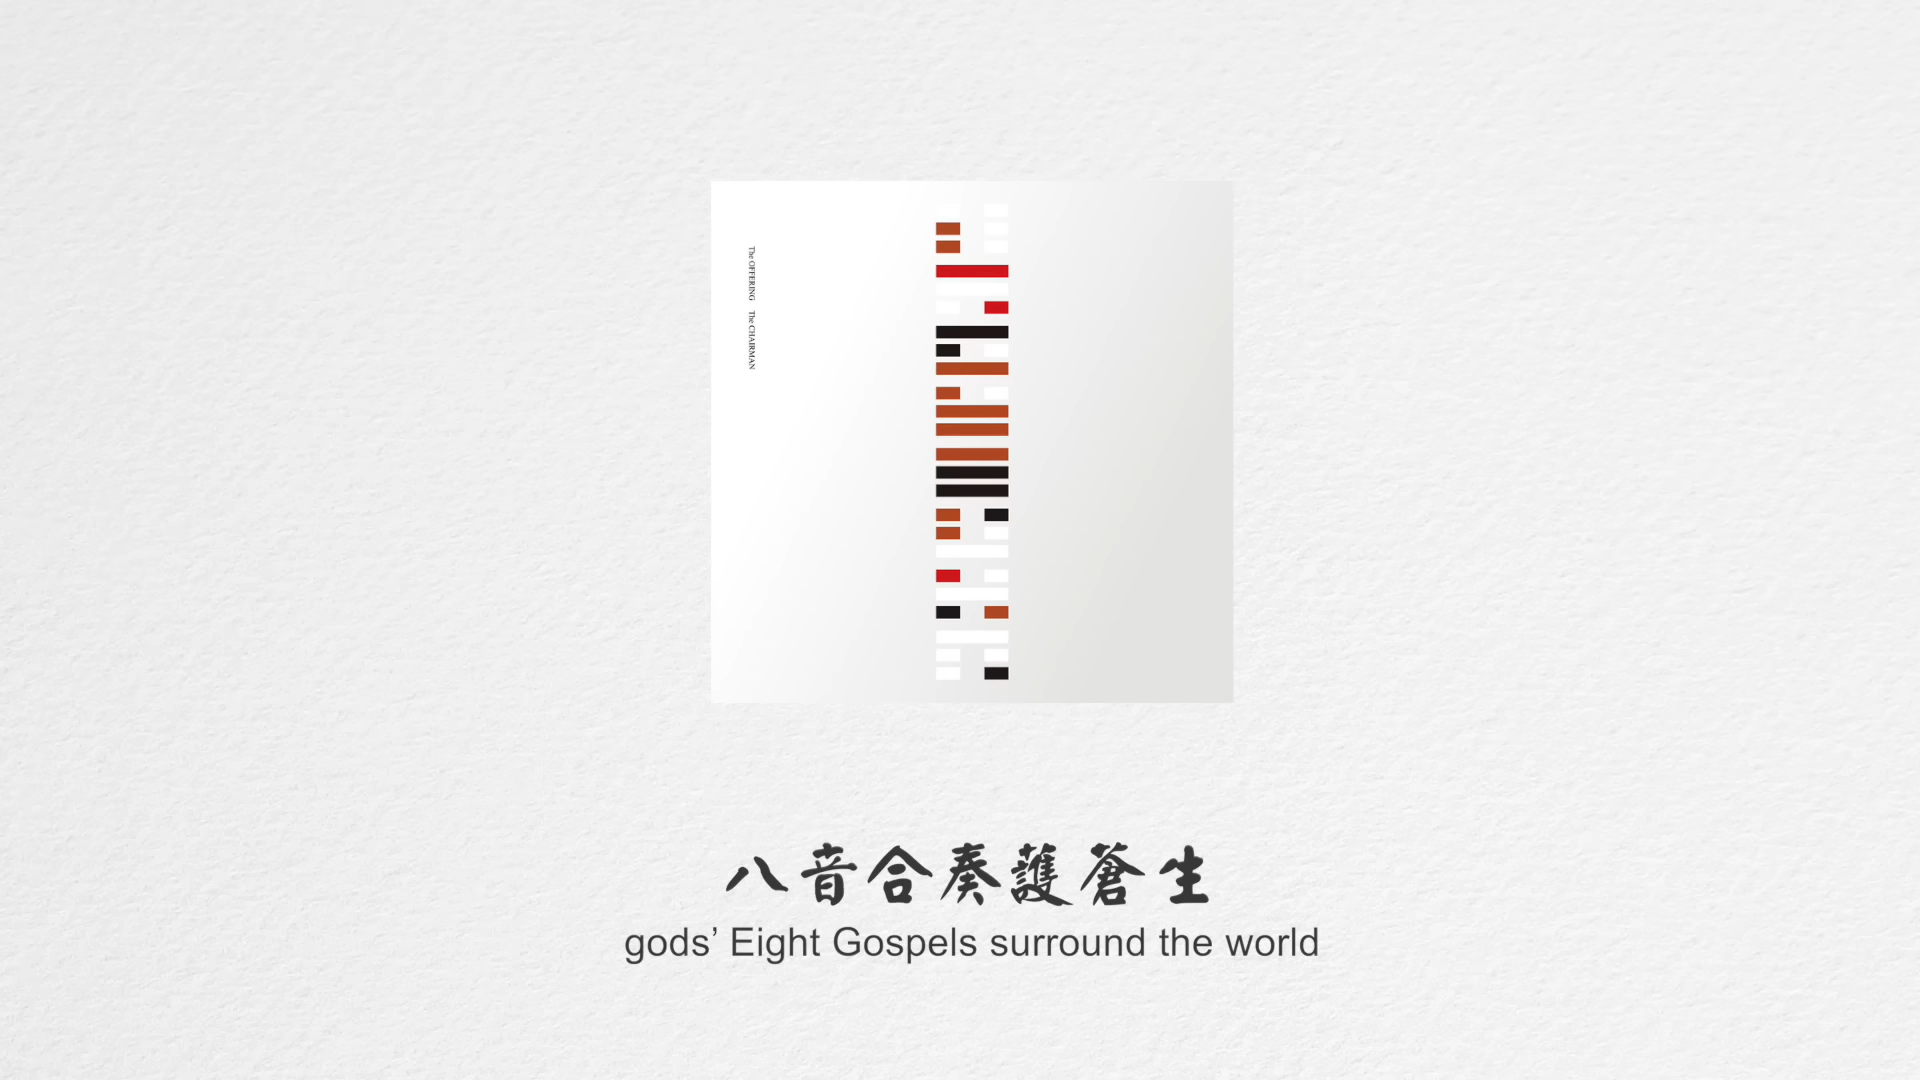 The OFFERING The CHAIRMAN
八音合奏護蒼生
gods’ Eight Gospels surround the world